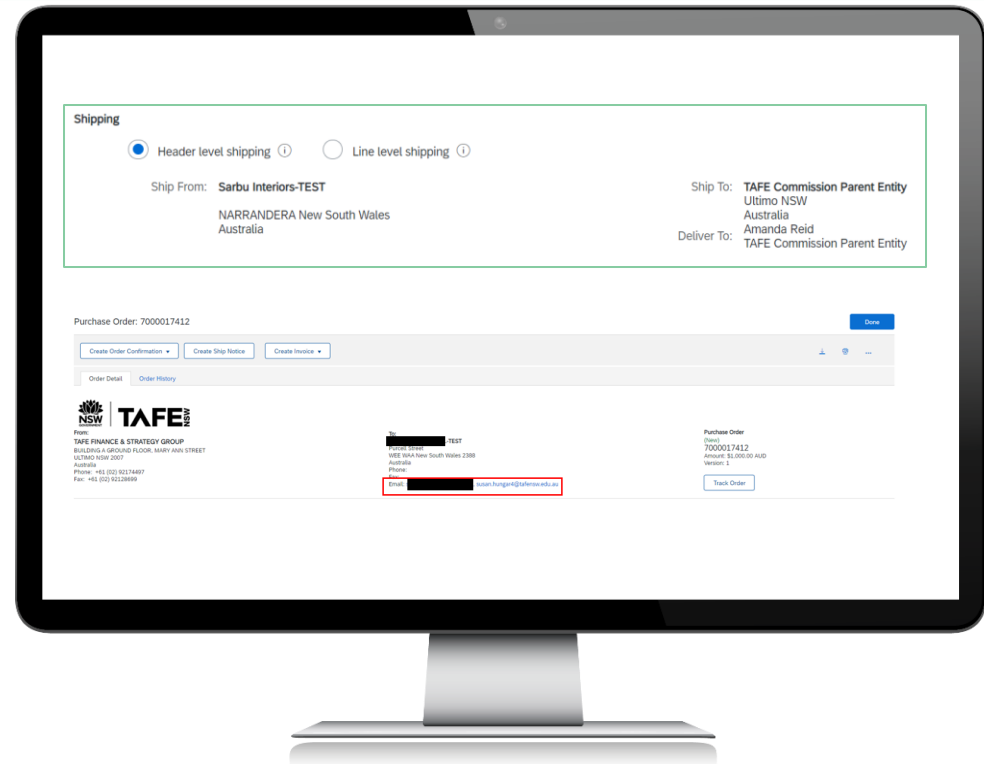 Shipping
Header level shipping
Line level shipping
Ship From: Sarbu Interiors-TEST
NARRANDERA New South Wales
Australia
Ship To: TAFE Commission Parent Entity
Ultimo NSW
Australia
Deliver To: Amanda Reid
TAFE Commission Parent Entity
Purchase Order: 7000017412
Done
Create Order Confirmation
Create Ship Notice
Create Invoice
...
Order Detail
Order History
NSW
GOVERNMENT
TAFE NSW
From:
TAFE FINANCE & STRATEGY GROUP
BUILDING A GROUND FLOOR. MARY ANN STREET
ULTIMO NSW 2007
Australia
Phone: +61 (02) 92174497
Fax: +61 (02) 92128699
To:
-TEST
Purcell Street
WEE WAA New South Wales 2388
Australia
Phone:
Fax:
Email: susan.hungar4@tafensw.edu.au
Purchase Order
(New)
7000017412
Amount: $1,000.00 AUD
Version: 1
Track Order